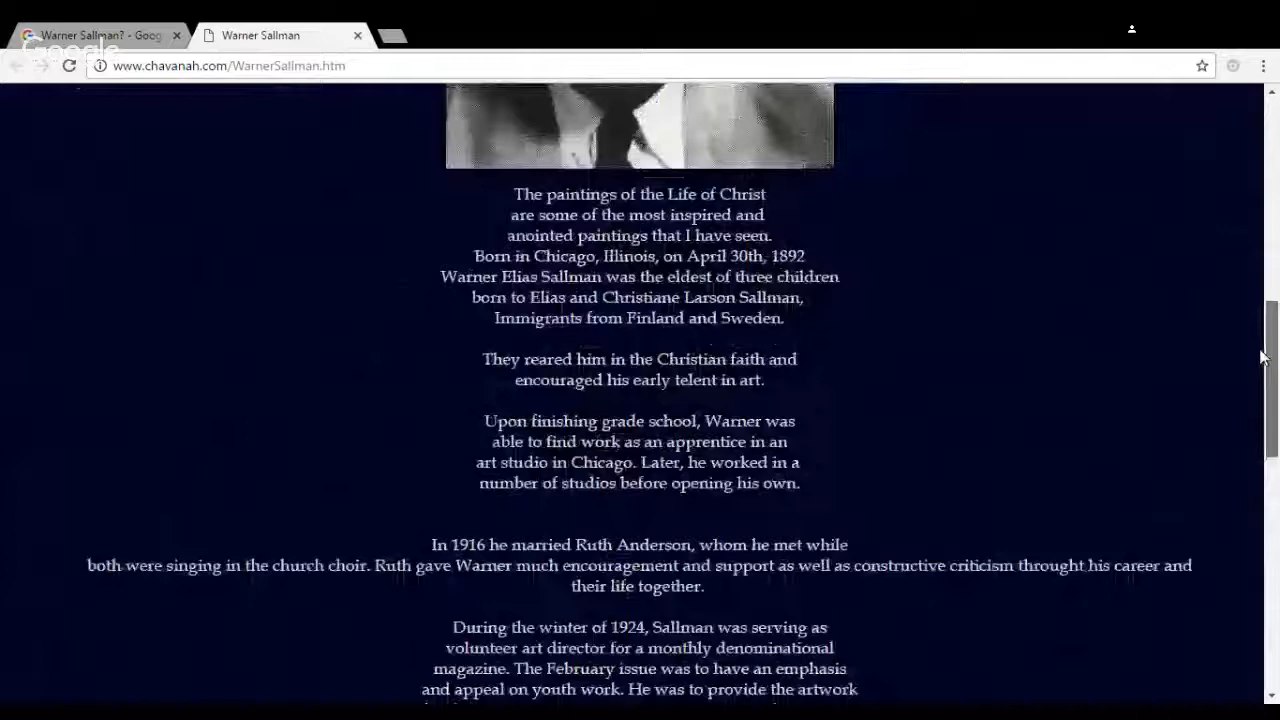 Warner Sallman? - Goog
Warner Sallman
Google
www.chavanah.com/WarnerSallman.htm
The paintings of the Life of Christ
are some of the most inspired and
anointed paintings that I have seen.
Born in Chicago, Illinois, on April 30th, 1892
Warner Elias Sallman was the eldest of three children
born to Elias and Christiane Larson Sallman,
Immigrants from Finland and Sweden.
They reared him in the Christian faith and
encouraged his early telent in art.
Upon finishing grade school, Warner was
able to find work as an apprentice in an
art studio in Chicago. Later, he worked in a
number of studios before opening his own.
In 1916 he married Ruth Anderson, whom he met while
both were singing in the church choir. Ruth gave Warner much encouragement and support as well as constructive criticism throught his career and
their life together.
During the winter of 1924, Sallman was serving as
volunteer art director for a monthly denominational
magazine. The February issue was to have an emphasis
and appeal on youth work. He was to provide the artwork